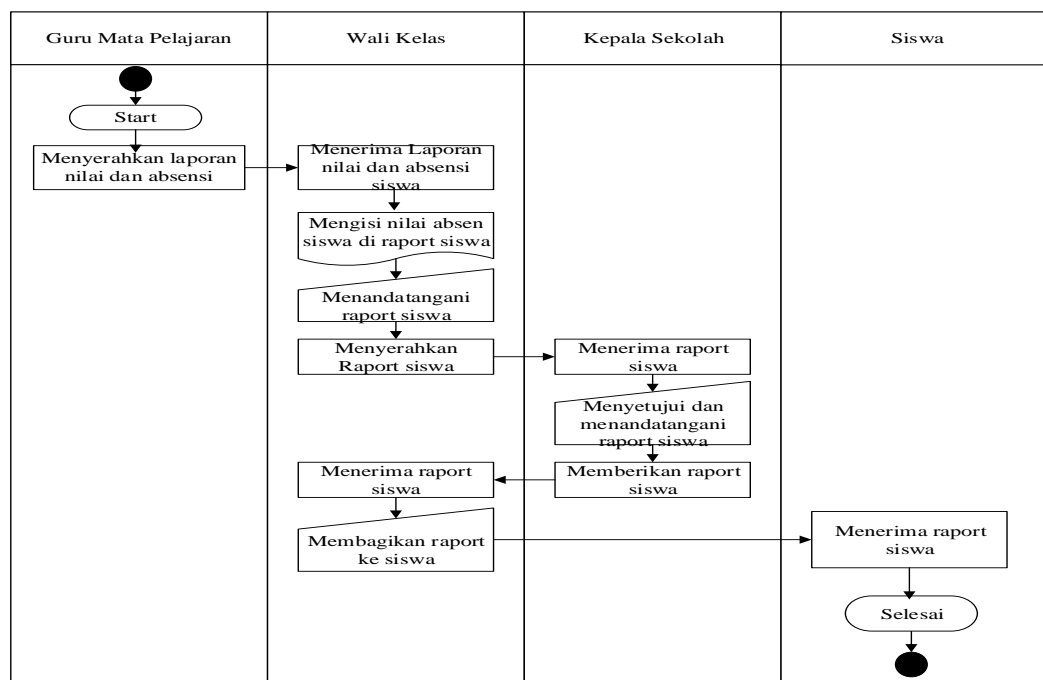 Guru Mata Pelajaran
Wali Kelas
Kepala Sekolah
Siswa
Start
Menyerahkan laporan
nilai dan absensi
Menerima Laporan
nilai dan absensi
siswa
Mengisi nilai absen
siswa di raport siswa
Menandatangani
raport siswa
Menyerahkan
Raport siswa
Menerima raport
siswa
Menyetujui dan
menandatangani
raport siswa
Memberikan raport
siswa
Menerima raport
siswa
Membagikan raport
ke siswa
Menerima raport
siswa
Selesai